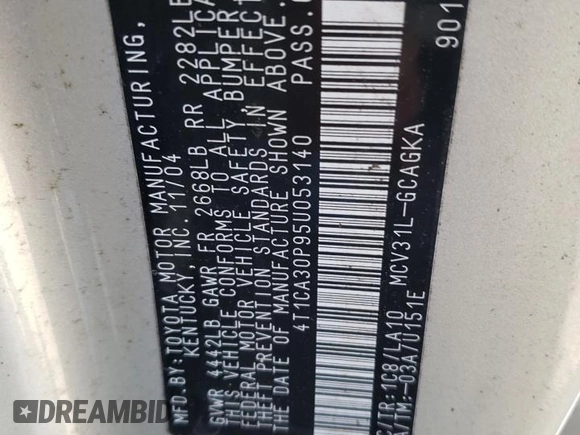 MFD.BY:TOYOTA MOTOR MANUFACTURING,
KENTUCKY, INC. 11/04
GVWR 4442LB GAWR FR 2668LB RR 2282LB
THIS VEHICLE CONFORMS TO ALL APPLICA
FEDERAL MOTOR VEHICLE SAFETY, BUMPER,
THEFT PREVENTION STANDARDS IN EFFECT
THE DATE OF MANUFACTURE SHOWN ABOVE.
4T1CA30P95U053140 PASS.
C/TR:1C8/LA10 MCV31L-GCAGKA
/TM:-03A/U151E
901
DREAMBID